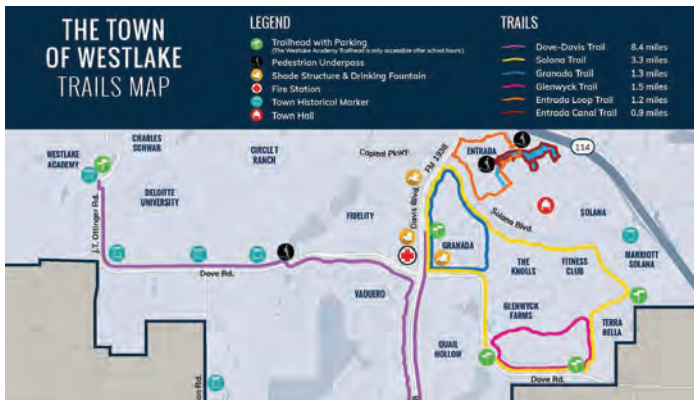 THE TOWN
OF WESTLAKE
TRAILS MAP
LEGEND
Trailhead with Parking
(The Westlake Academy Trailhead is only accessible after school hours)
Pedestrian Underpass
Shade Structure & Drinking Fountain
Fire Station
Town Historical Marker
Town Hall
TRAILS
Dove-Davis Trail 8.4 miles
Solana Trail 3.3 miles
Granada Trail 1.3 miles
Glenwyck Trail 1.5 miles
Entrada Loop Trail 1.2 miles
Entrada Canal Trail 0.9 miles
CHARLES
SCHWAB
WESTLAKE
ACADEMY
CIRCLE T
RANCH
Capitol Pkwy.
FM 1938
ENTRADA
114
DELOITTE
UNIVERSITY
J.T. Ottinger Rd.
FIDELITY
Davis Blvd.
Solana Blvd.
SOLANA
GRANADA
THE
KNOLLS
FITNESS
CLUB
MARRIOTT
SOLANA
Dove Rd.
VAQUERO
GLENWYCK
FARMS
TERRA
BELLA
QUAIL
HOLLOW
Dove Rd.
on Rd.